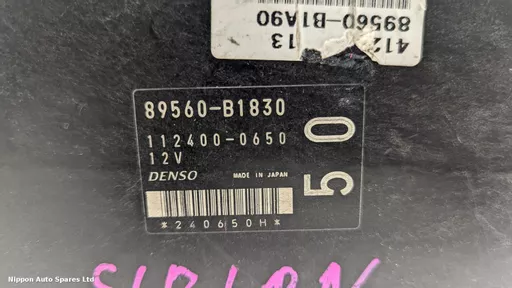 412
13
89560-B1A90
89560-B1830
112400-0650
12V
DENSO MADE IN JAPAN
50
*240650H*
SIRION
Nippon Auto Spares Ltd